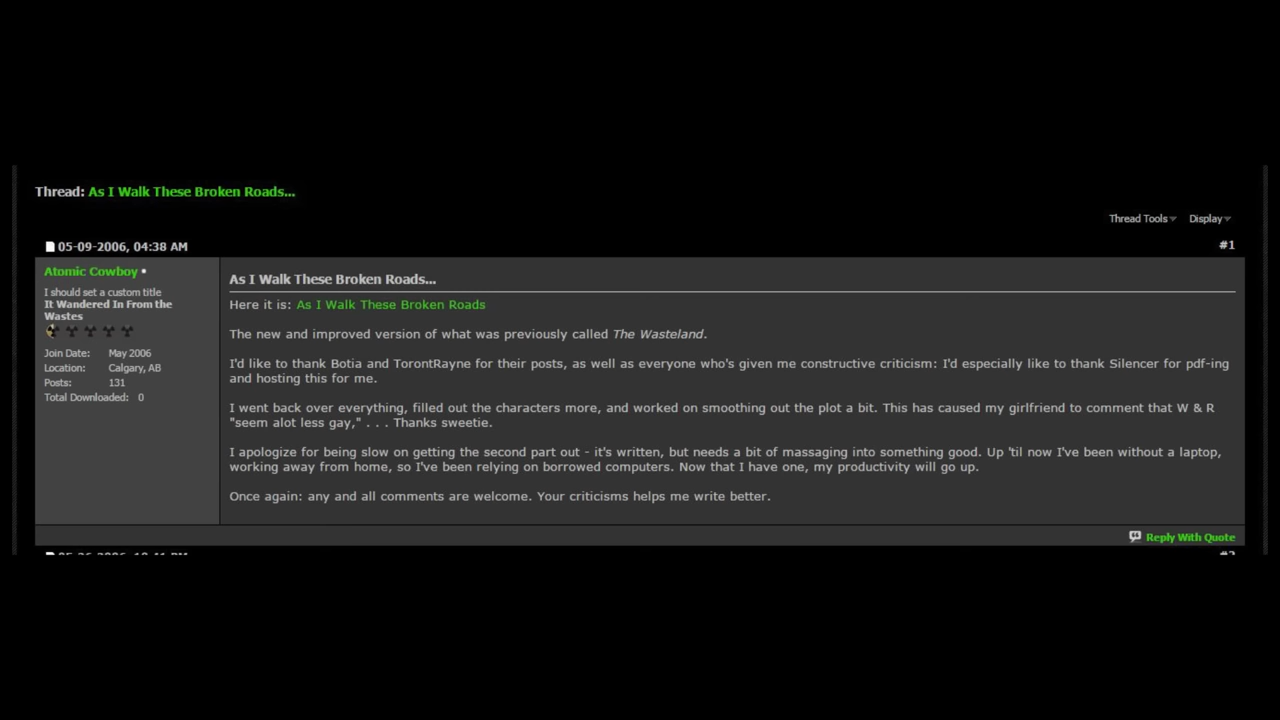 Thread: As I Walk These Broken Roads...
Thread Tools Display
05-09-2006, 04:38 AM #1
Atomic Cowboy
I should set a custom title
It Wandered In From the
Wastes
Join Date: May 2006
Location: Calgary, AB
Posts: 131
Total Downloaded: 0
As I Walk These Broken Roads...
Here it is: As I Walk These Broken Roads
The new and improved version of what was previously called The Wasteland.
I'd like to thank Botia and TorontRayne for their posts, as well as everyone who's given me constructive criticism: I'd especially like to thank Silencer for pdf-ing
and hosting this for me.
I went back over everything, filled out the characters more, and worked on smoothing out the plot a bit. This has caused my girlfriend to comment that W & R
"seem alot less gay," . . . Thanks sweetie.
I apologize for being slow on getting the second part out - it's written, but needs a bit of massaging into something good. Up 'til now I've been without a laptop,
working away from home, so I've been relying on borrowed computers. Now that I have one, my productivity will go up.
Once again: any and all comments are welcome. Your criticisms helps me write better.
Reply With Quote